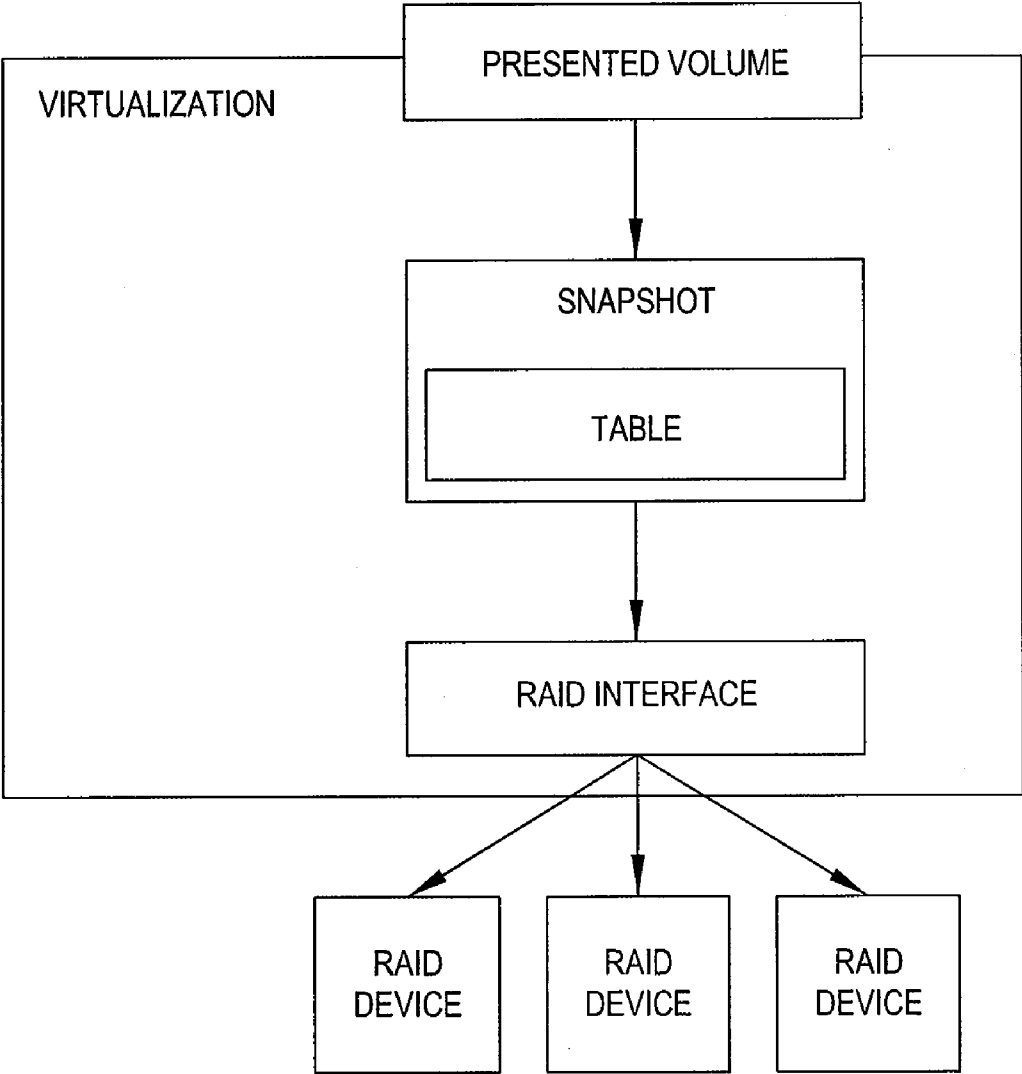 PRESENTED VOLUME
VIRTUALIZATION
SNAPSHOT
TABLE
RAID INTERFACE
RAID
DEVICE
RAID
DEVICE
RAID
DEVICE